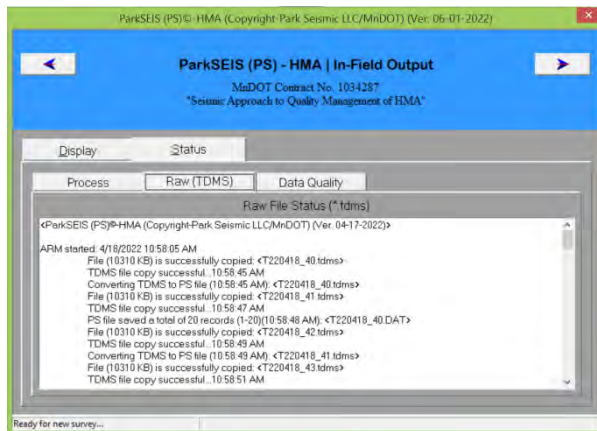 ParkSEIS (PS)©-HMA (Copyright-Park Seismic LLC/MnDOT) (Ver. 06-01-2022)
ParkSEIS (PS) - HMA | In-Field Output
MnDOT Contract No. 1034287
"Seismic Approach to Quality Management of HMA"
Display Status
Process Raw (TDMS) Data Quality
Raw File Status (*.tdms)
<ParkSEIS (PS)©-HMA (Copyright-Park Seismic LLC/MnDOT) (Ver. 04-17-2022)>
ARM started: 4/18/2022 10:58:05 AM
File (10310 KB) is successfully copied: <T220418_40.tdms>
TDMS file copy successful...10:58:45 AM
Converting TDMS to PS file (10:58:45 AM): <T220418_40.tdms>
File (10310 KB) is successfully copied: <T220418_41.tdms>
TDMS file copy successful...10:58:47 AM
PS file saved a total of 20 records (1-20)(10:58:48 AM): <T220418_40.DAT>
File (10310 KB) is successfully copied: <T220418_42.tdms>
TDMS file copy successful...10:58:49 AM
Converting TDMS to PS file (10:58:49 AM): <T220418_41.tdms>
File (10310 KB) is successfully copied: <T220418_43.tdms>
TDMS file copy successful...10:58:51 AM
Ready for new survey...